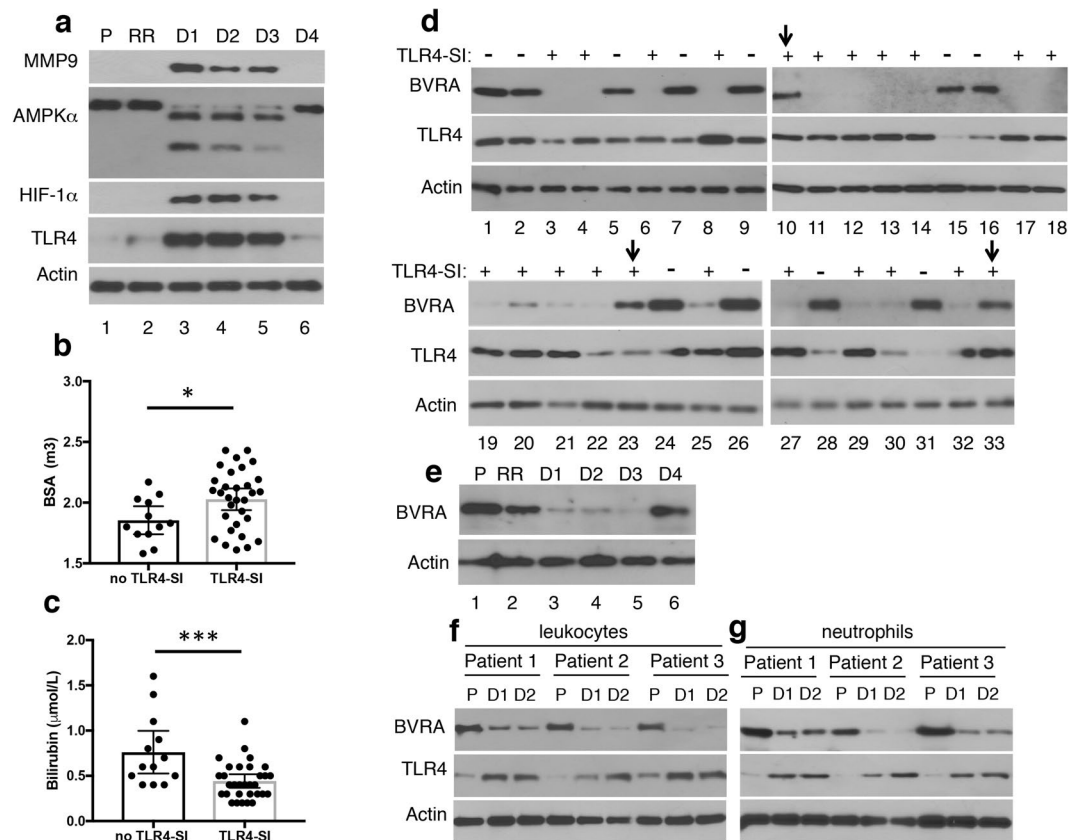 a
P RR D1 D2 D3 D4
MMP9
AMPKα
HIF-1α
TLR4
Actin
1 2 3 4 5 6
b
3.0
2.5
2.0
1.5
BSA (m3)
*
no TLR4-SI TLR4-SI
c
2.0
1.5
1.0
0.5
0.0
Bilirubin (μmol/L)
***
no TLR4-SI TLR4-SI
d
TLR4-SI: - - + + - + - + - + + + + + - - + +
BVRA
TLR4
Actin
1 2 3 4 5 6 7 8 9 10 11 12 13 14 15 16 17 18
TLR4-SI: + + + + + - + - + - + + - + +
BVRA
TLR4
Actin
19 20 21 22 23 24 25 26 27 28 29 30 31 32 33
e
P RR D1 D2 D3 D4
BVRA
Actin
1 2 3 4 5 6
f
leukocytes
Patient 1 Patient 2 Patient 3
P D1 D2 P D1 D2 P D1 D2
BVRA
TLR4
Actin
g
neutrophils
Patient 1 Patient 2 Patient 3
P D1 D2 P D1 D2 P D1 D2